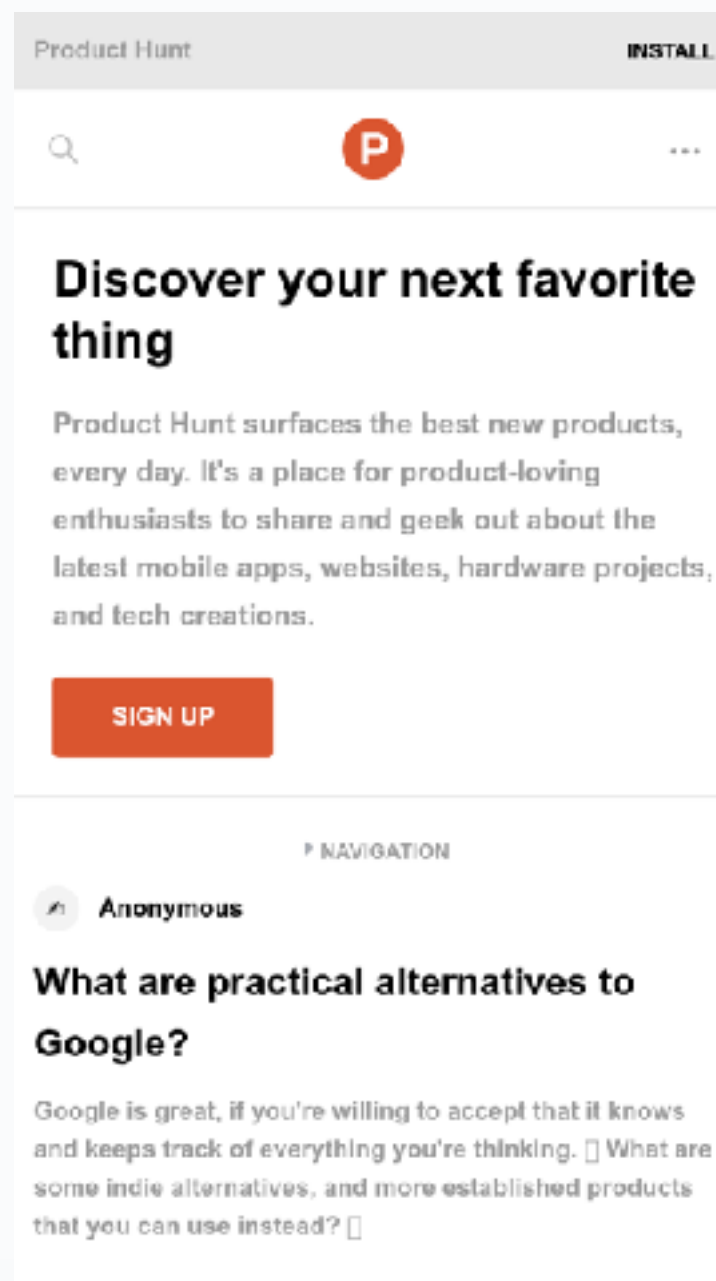 Product Hunt INSTALL
P
...
Discover your next favorite
thing
Product Hunt surfaces the best new products,
every day. It's a place for product-loving
enthusiasts to share and geek out about the
latest mobile apps, websites, hardware projects,
and tech creations.
SIGN UP
NAVIGATION
Anonymous
What are practical alternatives to
Google?
Google is great, if you're willing to accept that it knows
and keeps track of everything you're thinking. What are
some indie alternatives, and more established products
that you can use instead?